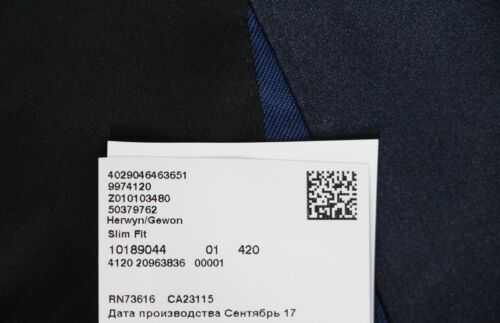 4029046463651
9974120
Z010103480
50379762
Herwyn/Gewon
Slim Fit
10189044 01 420
4120 20963836 00001
RN73616 CA23115
Дата производства Сентябрь 17